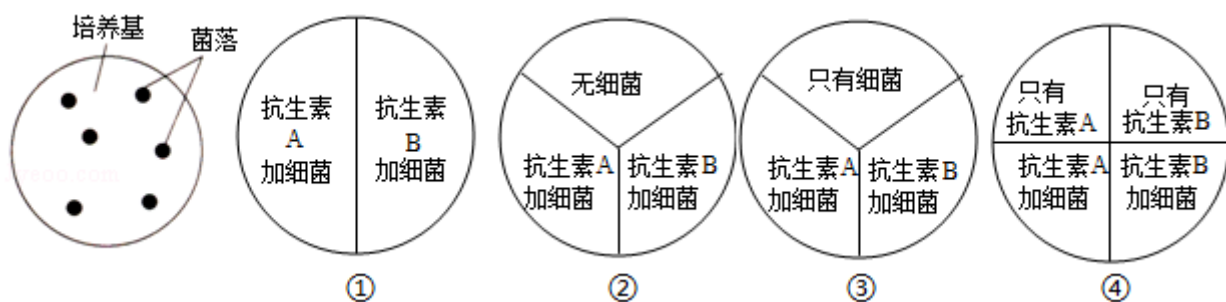 培养基
菌落
抗生素
A
加细菌
抗生素
B
加细菌
①
无细菌
抗生素A
加细菌
抗生素B
加细菌
②
只有细菌
抗生素A
加细菌
抗生素B
加细菌
③
只有
抗生素A
只有
抗生素B
抗生素A
加细菌
抗生素B
加细菌
④